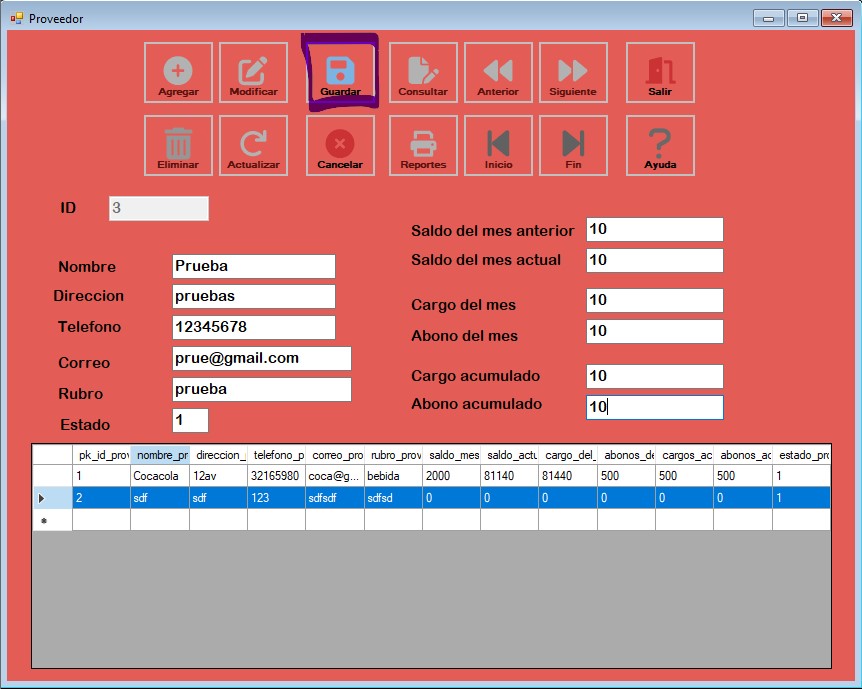 Proveedor
Agregar Modificar Guardar Consultar Anterior Siguiente Salir
Eliminar Actualizar Cancelar Reportes Inicio Fin Ayuda
ID 3
Saldo del mes anterior 10
Saldo del mes actual 10
Nombre Prueba
Direccion pruebas
Cargo del mes 10
Telefono 12345678
Abono del mes 10
Correo prue@gmail.com
Cargo acumulado 10
Rubro prueba
Abono acumulado 10
Estado 1
pk_id_prov nombre_pr direccion_ telefono_p correo_pro rubro_prov saldo_mes saldo_actu cargo_del_ abonos_de cargos_ac abonos_ac estado_pro
1 Cocacola 12av 32165980 coca@g... bebida 2000 81140 81440 500 500 500 1
2 sdf sdf 123 sdfsdf sdfsd 0 0 0 0 0 0 1